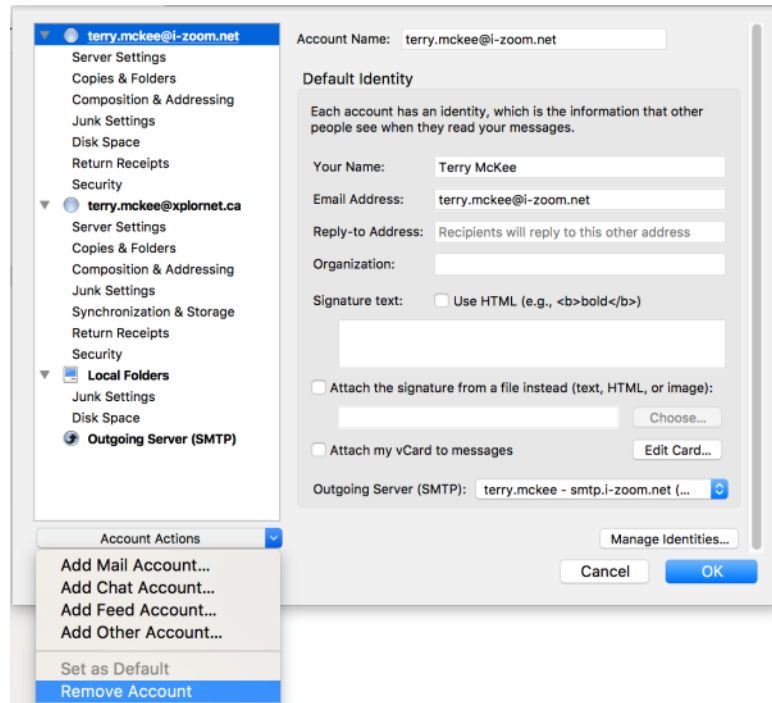 terry.mckee@i-zoom.net
Server Settings
Copies & Folders
Composition & Addressing
Junk Settings
Disk Space
Return Receipts
Security
terry.mckee@xplornet.ca
Server Settings
Copies & Folders
Composition & Addressing
Junk Settings
Synchronization & Storage
Return Receipts
Security
Local Folders
Junk Settings
Disk Space
Outgoing Server (SMTP)
Account Actions
Add Mail Account...
Add Chat Account...
Add Feed Account...
Add Other Account...
Set as Default
Remove Account
Account Name: terry.mckee@i-zoom.net
Default Identity
Each account has an identity, which is the information that other
people see when they read your messages.
Your Name: Terry McKee
Email Address: terry.mckee@i-zoom.net
Reply-to Address: Recipients will reply to this other address
Organization:
Signature text: Use HTML (e.g., <b>bold</b>)
Attach the signature from a file instead (text, HTML, or image):
Choose...
Attach my vCard to messages Edit Card...
Outgoing Server (SMTP): terry.mckee - smtp.i-zoom.net (...
Manage Identities...
Cancel OK